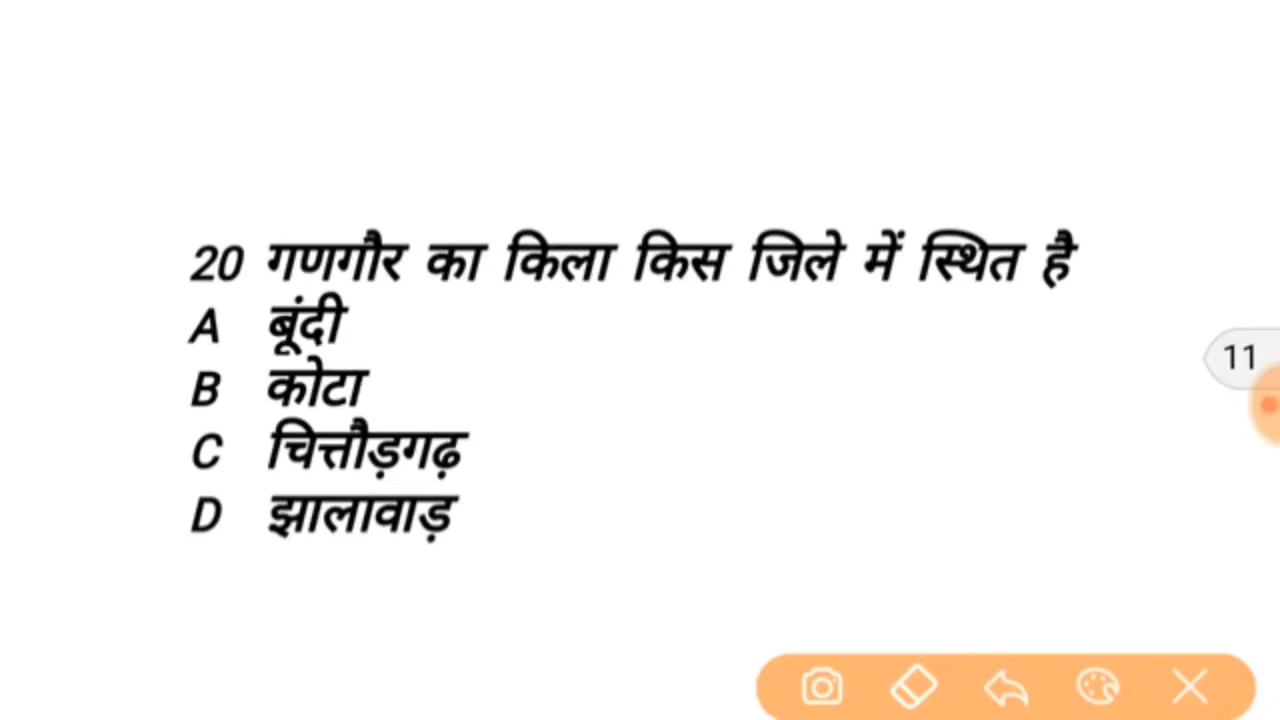 20 गणगौर का किला किस जिले में स्थित है
A बूंदी
B कोटा
C चित्तौड़गढ़
D झालावाड़
11